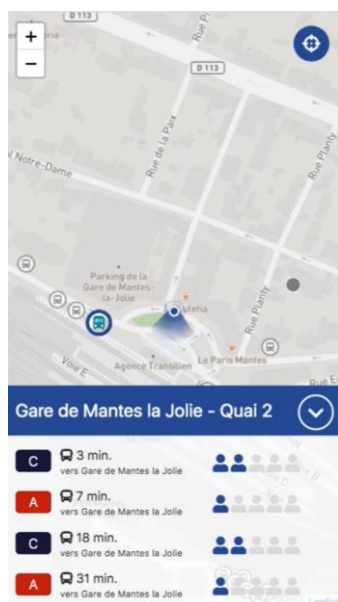 +
−
D 113
D 113
Rue de la Paix
Rue Planty
Notre-Dame
Parking de la
Gare de Mantes-
la-Jolie
Rue Planty
Agence Transilien
Le Paris Mantes
Voie E
Rue E
Gare de Mantes la Jolie - Quai 2
C
3 min.
vers Gare de Mantes la Jolie
A
7 min.
vers Gare de Mantes la Jolie
C
18 min.
vers Gare de Mantes la Jolie
A
31 min.
vers Gare de Mantes la Jolie